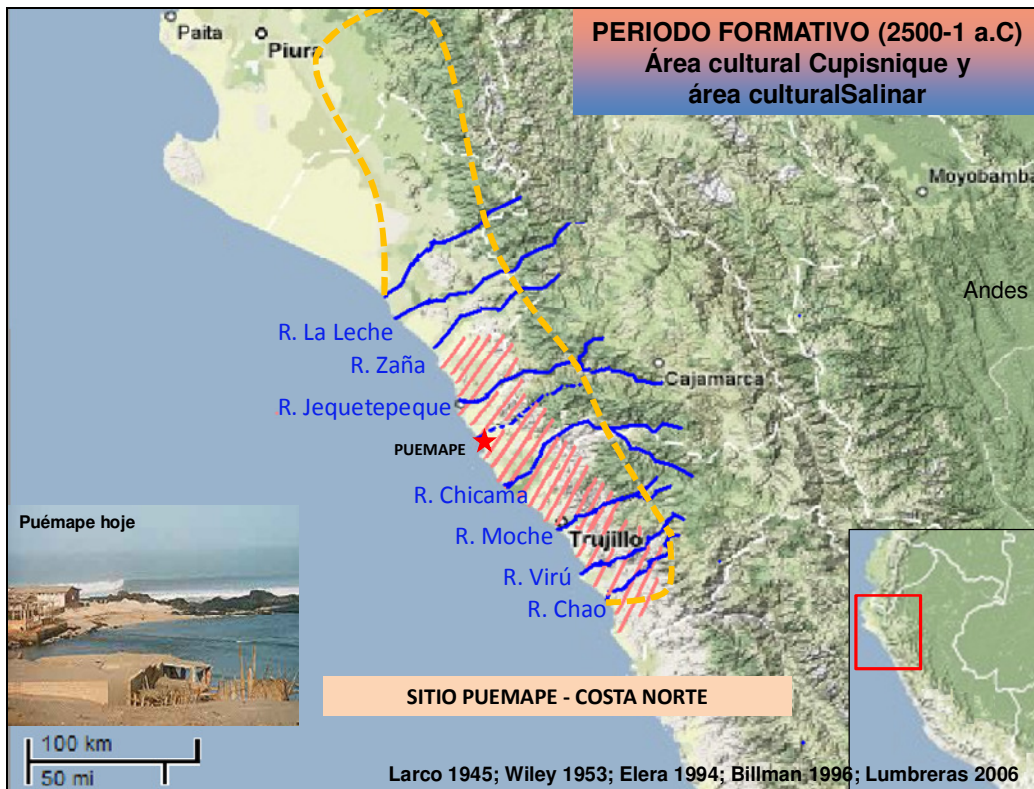 PERIODO FORMATIVO (2500-1 a.C)
Área cultural Cupisnique y
área culturalSalinar
Paita
Piura
Moyobamba
Andes
R. La Leche
R. Zaña
Cajamarca
R. Jequetepeque
PUEMAPE
R. Chicama
R. Moche
Trujillo
R. Virú
R. Chao
Puémape hoje
SITIO PUEMAPE - COSTA NORTE
100 km
50 mi
Larco 1945; Wiley 1953; Elera 1994; Billman 1996; Lumbreras 2006